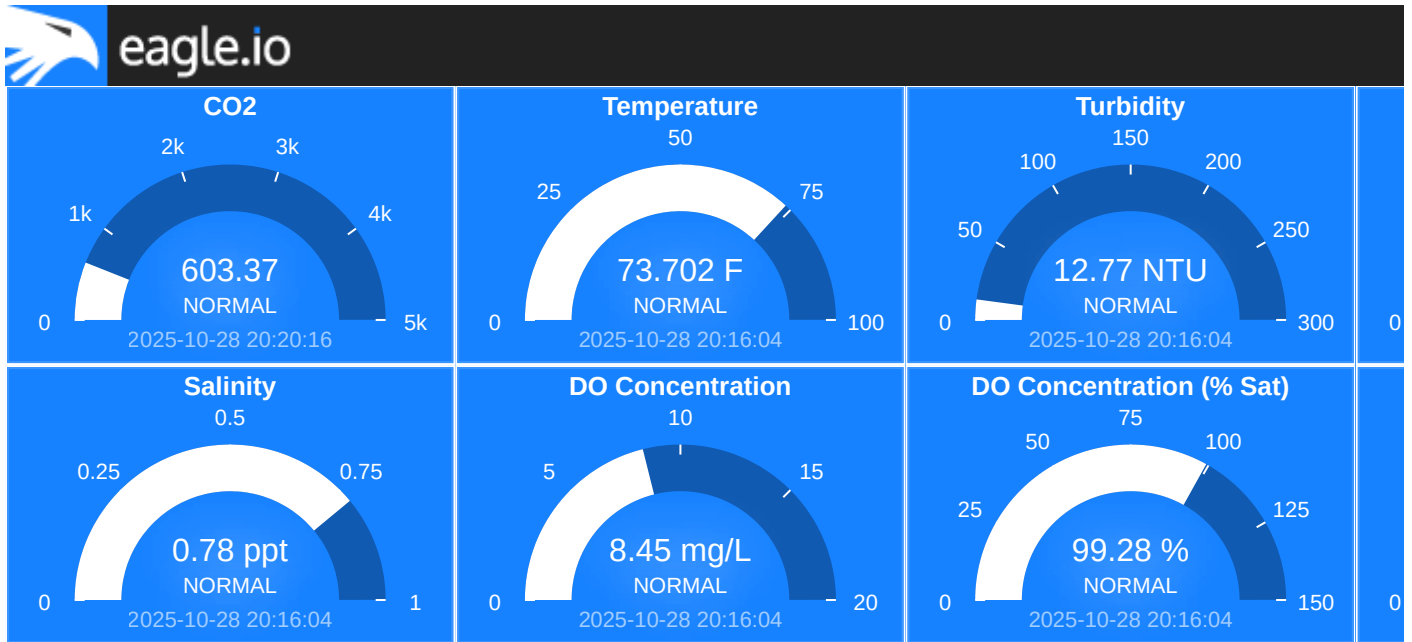 eagle.io
CO2
2k
3k
1k
4k
603.37
NORMAL
0
5k
2025-10-28 20:20:16
Temperature
50
25
75
73.702 F
NORMAL
0
100
2025-10-28 20:16:04
Turbidity
150
100
200
50
250
12.77 NTU
NORMAL
0
300
2025-10-28 20:16:04
0
Salinity
0.5
0.25
0.75
0.78 ppt
NORMAL
0
1
2025-10-28 20:16:04
DO Concentration
10
5
15
8.45 mg/L
NORMAL
0
20
2025-10-28 20:16:04
DO Concentration (% Sat)
75
50
100
25
125
99.28 %
NORMAL
0
150
2025-10-28 20:16:04
0